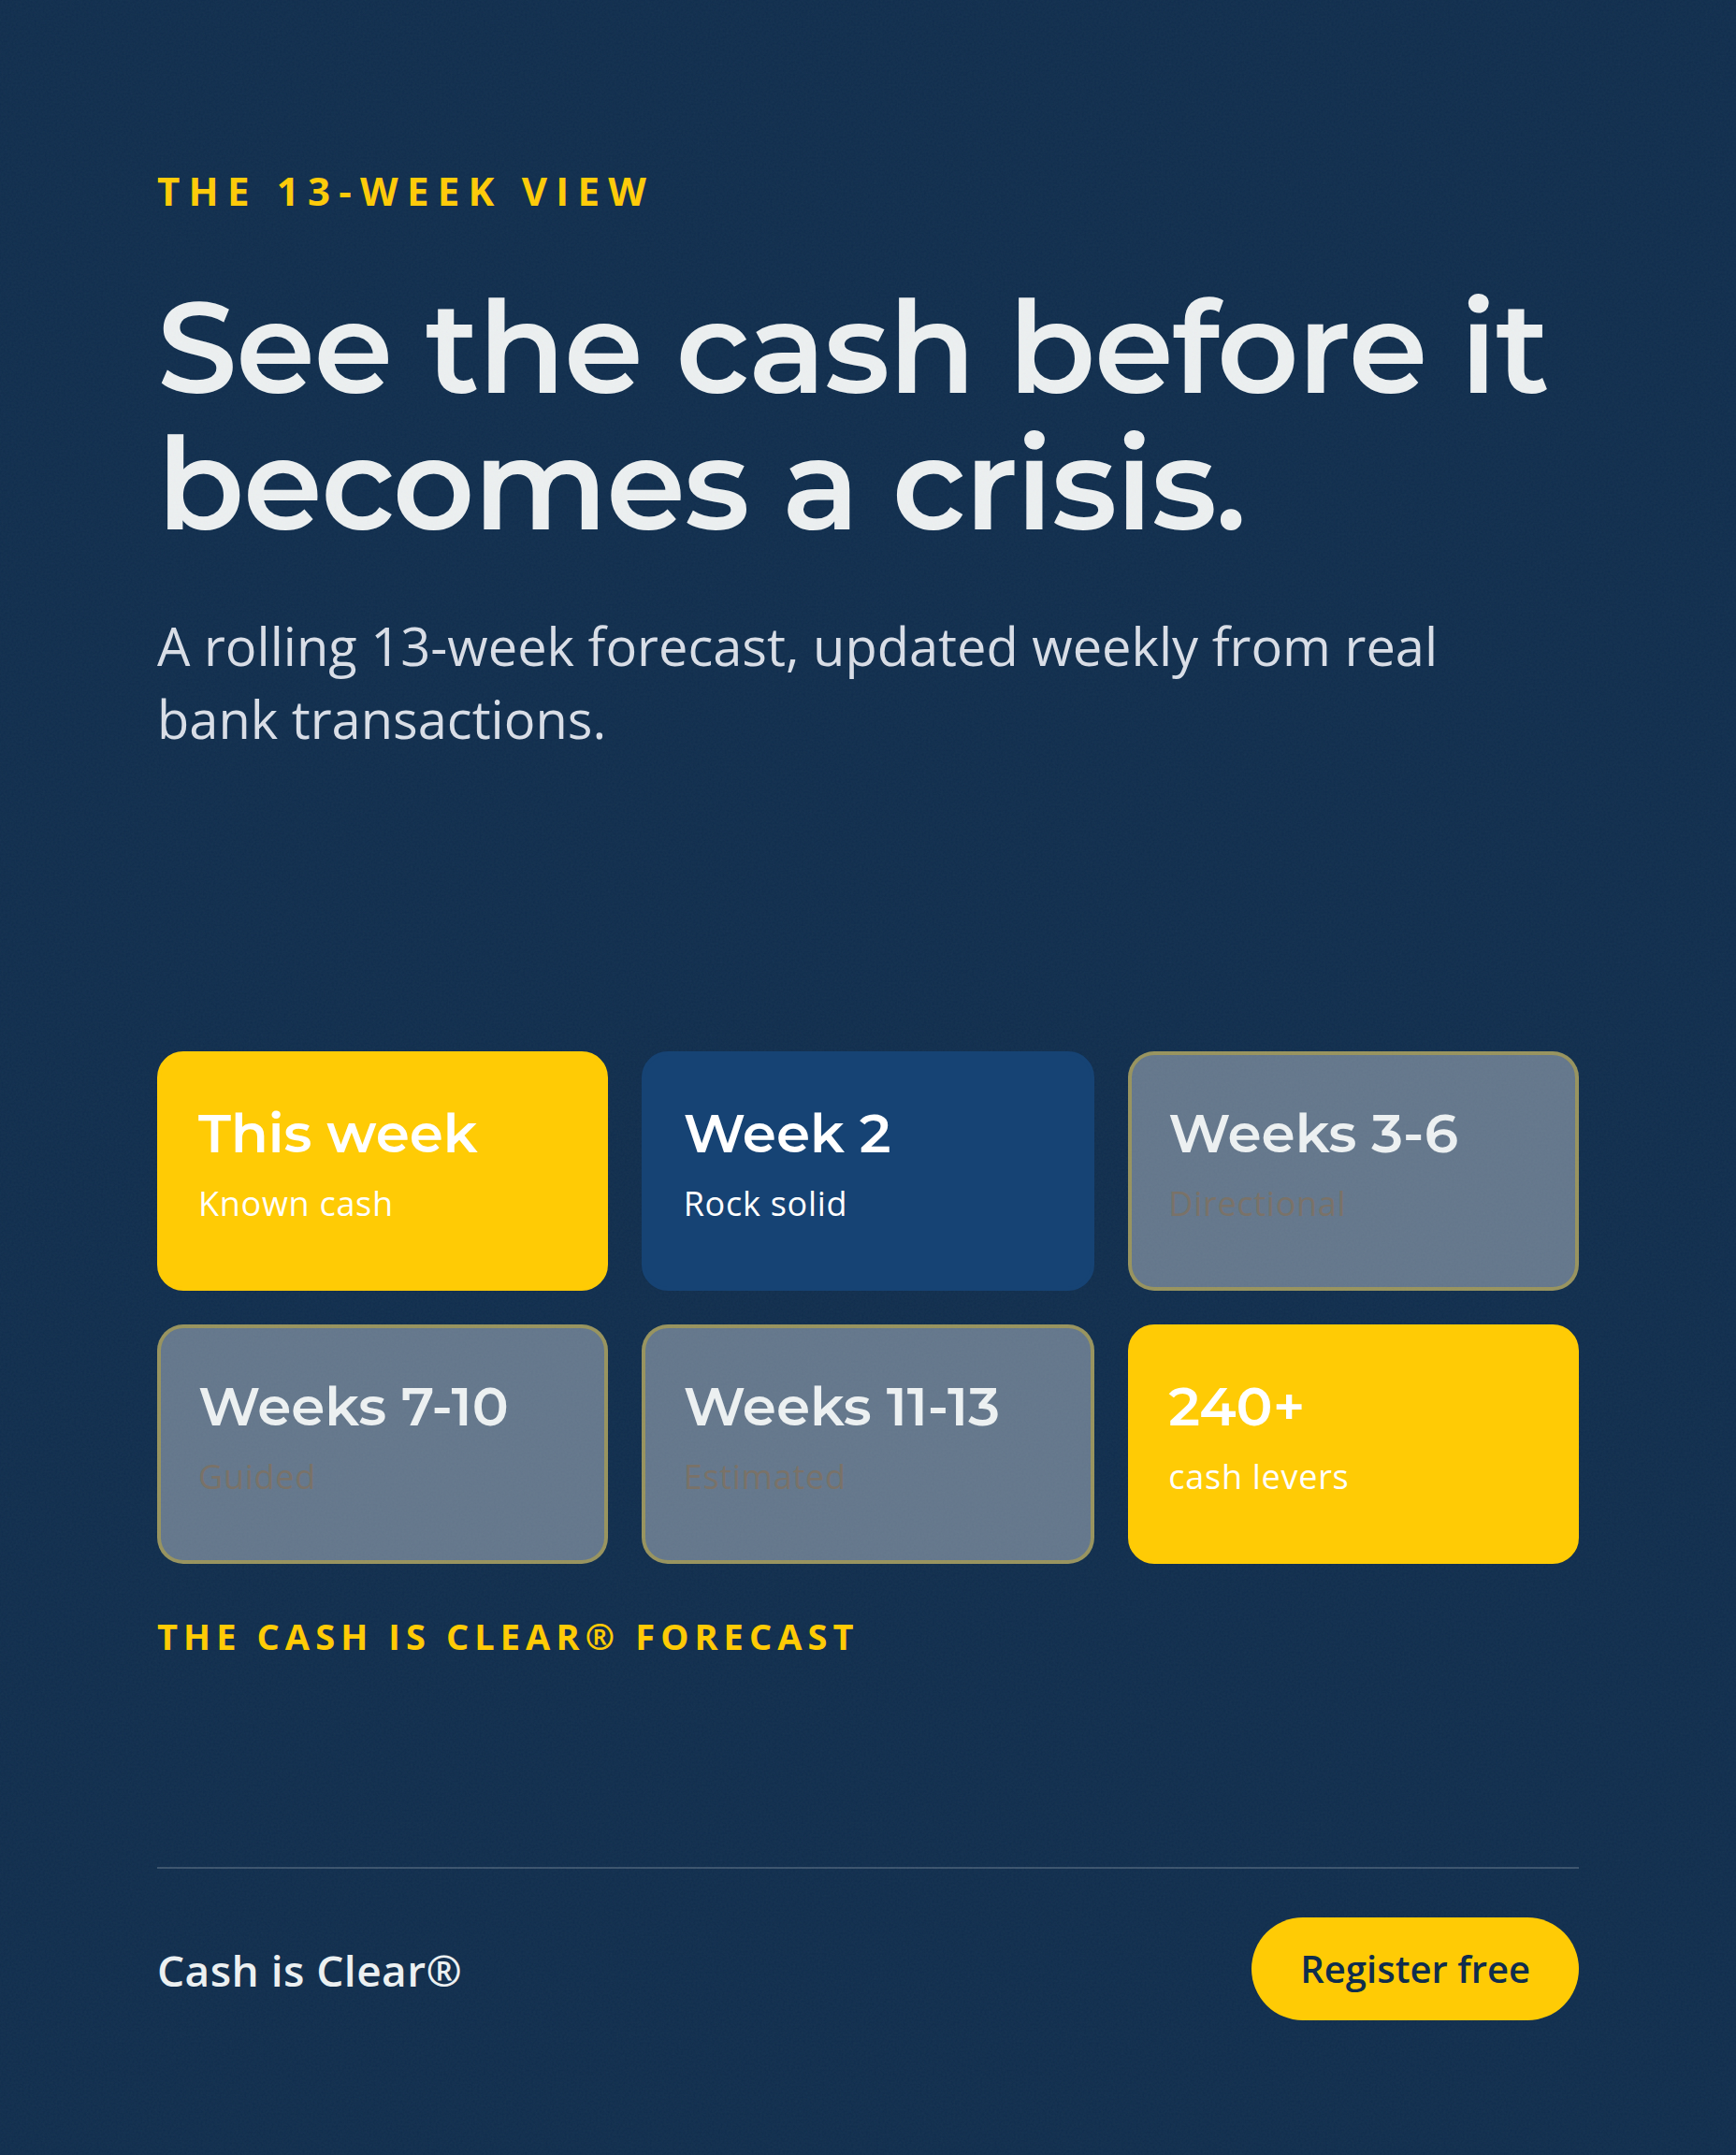 THE 13-WEEK VIEW
See the cash before it
becomes a crisis.
A rolling 13-week forecast, updated weekly from real
bank transactions.
This week
Known cash
Week 2
Rock solid
Weeks 3-6
Directional
Weeks 7-10
Guided
Weeks 11-13
Estimated
240+
cash levers
THE CASH IS CLEAR® FORECAST
Cash is Clear®
Register free